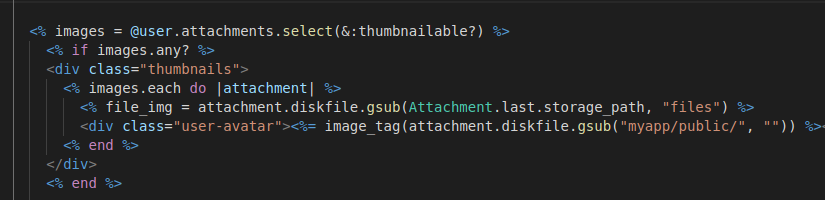 <% images = @user.attachments.select(&:thumbnailable?) %>
<% if images.any? %>
<div class="thumbnails">
<% images.each do |attachment| %>
<% file_img = attachment.diskfile.gsub(Attachment.last.storage_path, "files") %>
<div class="user-avatar"><%= image_tag(attachment.diskfile.gsub("myapp/public/", "")) %><
<% end %>
</div>
<% end %>